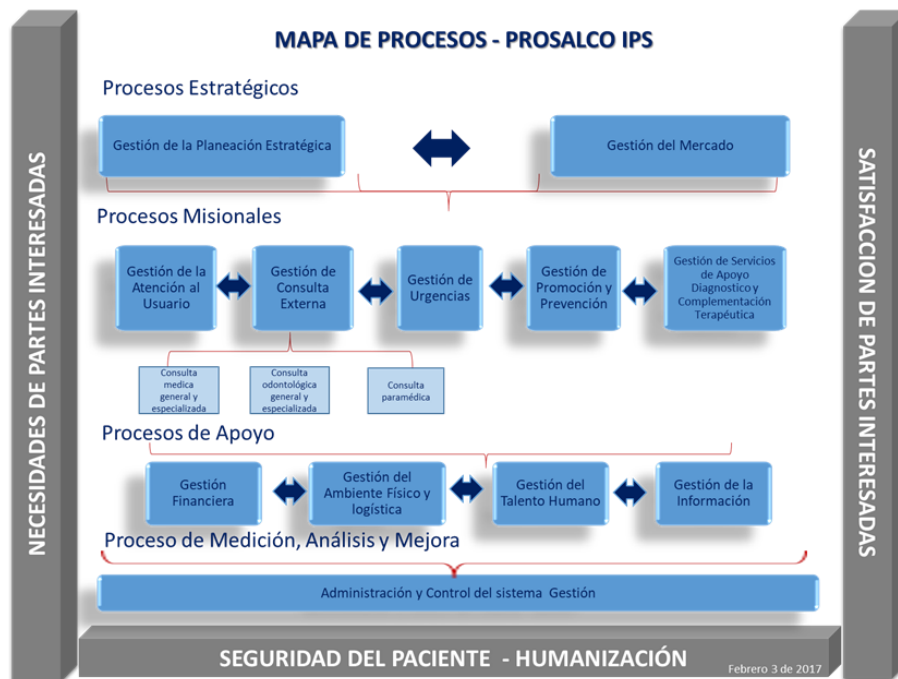 MAPA DE PROCESOS - PROSALCO IPS
NECESIDADES DE PARTES INTERESADAS
Procesos Estratégicos
Gestión de la Planeación Estratégica
Gestión del Mercado
Procesos Misionales
Gestión de la
Atención al
Usuario
Gestión de
Consulta
Externa
Gestión de
Urgencias
Gestión de
Promoción y
Prevención
Gestión de Servicios
de Apoyo
Diagnostico y
Complementación
Terapéutica
Consulta
medica
general y
especializada
Consulta
odontológica
general y
especializada
Consulta
paramédica
Procesos de Apoyo
Gestión
Financiera
Gestión del
Ambiente Físico y
logística
Gestión del
Talento Humano
Gestión de la
Información
Proceso de Medición, Análisis y Mejora
Administración y Control del sistema Gestión
SATISFACCION DE PARTES INTERESADAS
SEGURIDAD DEL PACIENTE - HUMANIZACIÓN
Febrero 3 de 2017